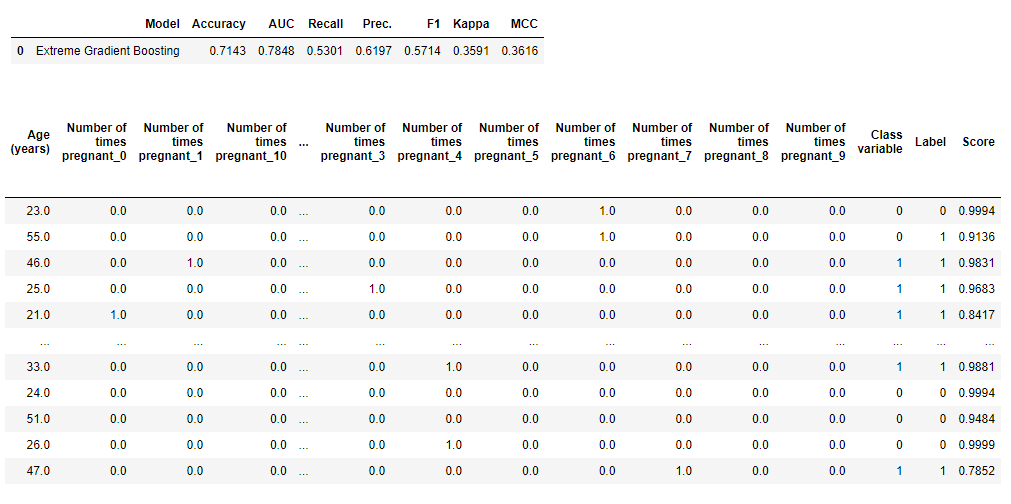 Model Accuracy AUC Recall Prec. F1 Kappa MCC
0 Extreme Gradient Boosting 0.7143 0.7848 0.5301 0.6197 0.5714 0.3591 0.3616
Age (years) Number of times pregnant_0 Number of times pregnant_1 Number of times pregnant_10 ... Number of times pregnant_3 Number of times pregnant_4 Number of times pregnant_5 Number of times pregnant_6 Number of times pregnant_7 Number of times pregnant_8 Number of times pregnant_9 Class variable Label Score
23.0 0.0 0.0 0.0 ... 0.0 0.0 0.0 1.0 0.0 0.0 0.0 0 0 0.9994
55.0 0.0 0.0 0.0 ... 0.0 0.0 0.0 1.0 0.0 0.0 0.0 0 1 0.9136
46.0 0.0 1.0 0.0 ... 0.0 0.0 0.0 0.0 0.0 0.0 0.0 1 1 0.9831
25.0 0.0 0.0 0.0 ... 1.0 0.0 0.0 0.0 0.0 0.0 0.0 1 1 0.9683
21.0 1.0 0.0 0.0 ... 0.0 0.0 0.0 0.0 0.0 0.0 0.0 1 1 0.8417
... ... ... ... ... ... ... ... ... ... ... ... ... ... ...
33.0 0.0 0.0 0.0 ... 0.0 1.0 0.0 0.0 0.0 0.0 0.0 1 1 0.9881
24.0 0.0 0.0 0.0 ... 0.0 0.0 0.0 0.0 0.0 0.0 0.0 0 0 0.9994
51.0 0.0 0.0 0.0 ... 0.0 0.0 0.0 0.0 0.0 0.0 0.0 0 0 0.9484
26.0 0.0 0.0 0.0 ... 0.0 1.0 0.0 0.0 0.0 0.0 0.0 0 0 0.9999
47.0 0.0 0.0 0.0 ... 0.0 0.0 0.0 0.0 1.0 0.0 0.0 1 1 0.7852